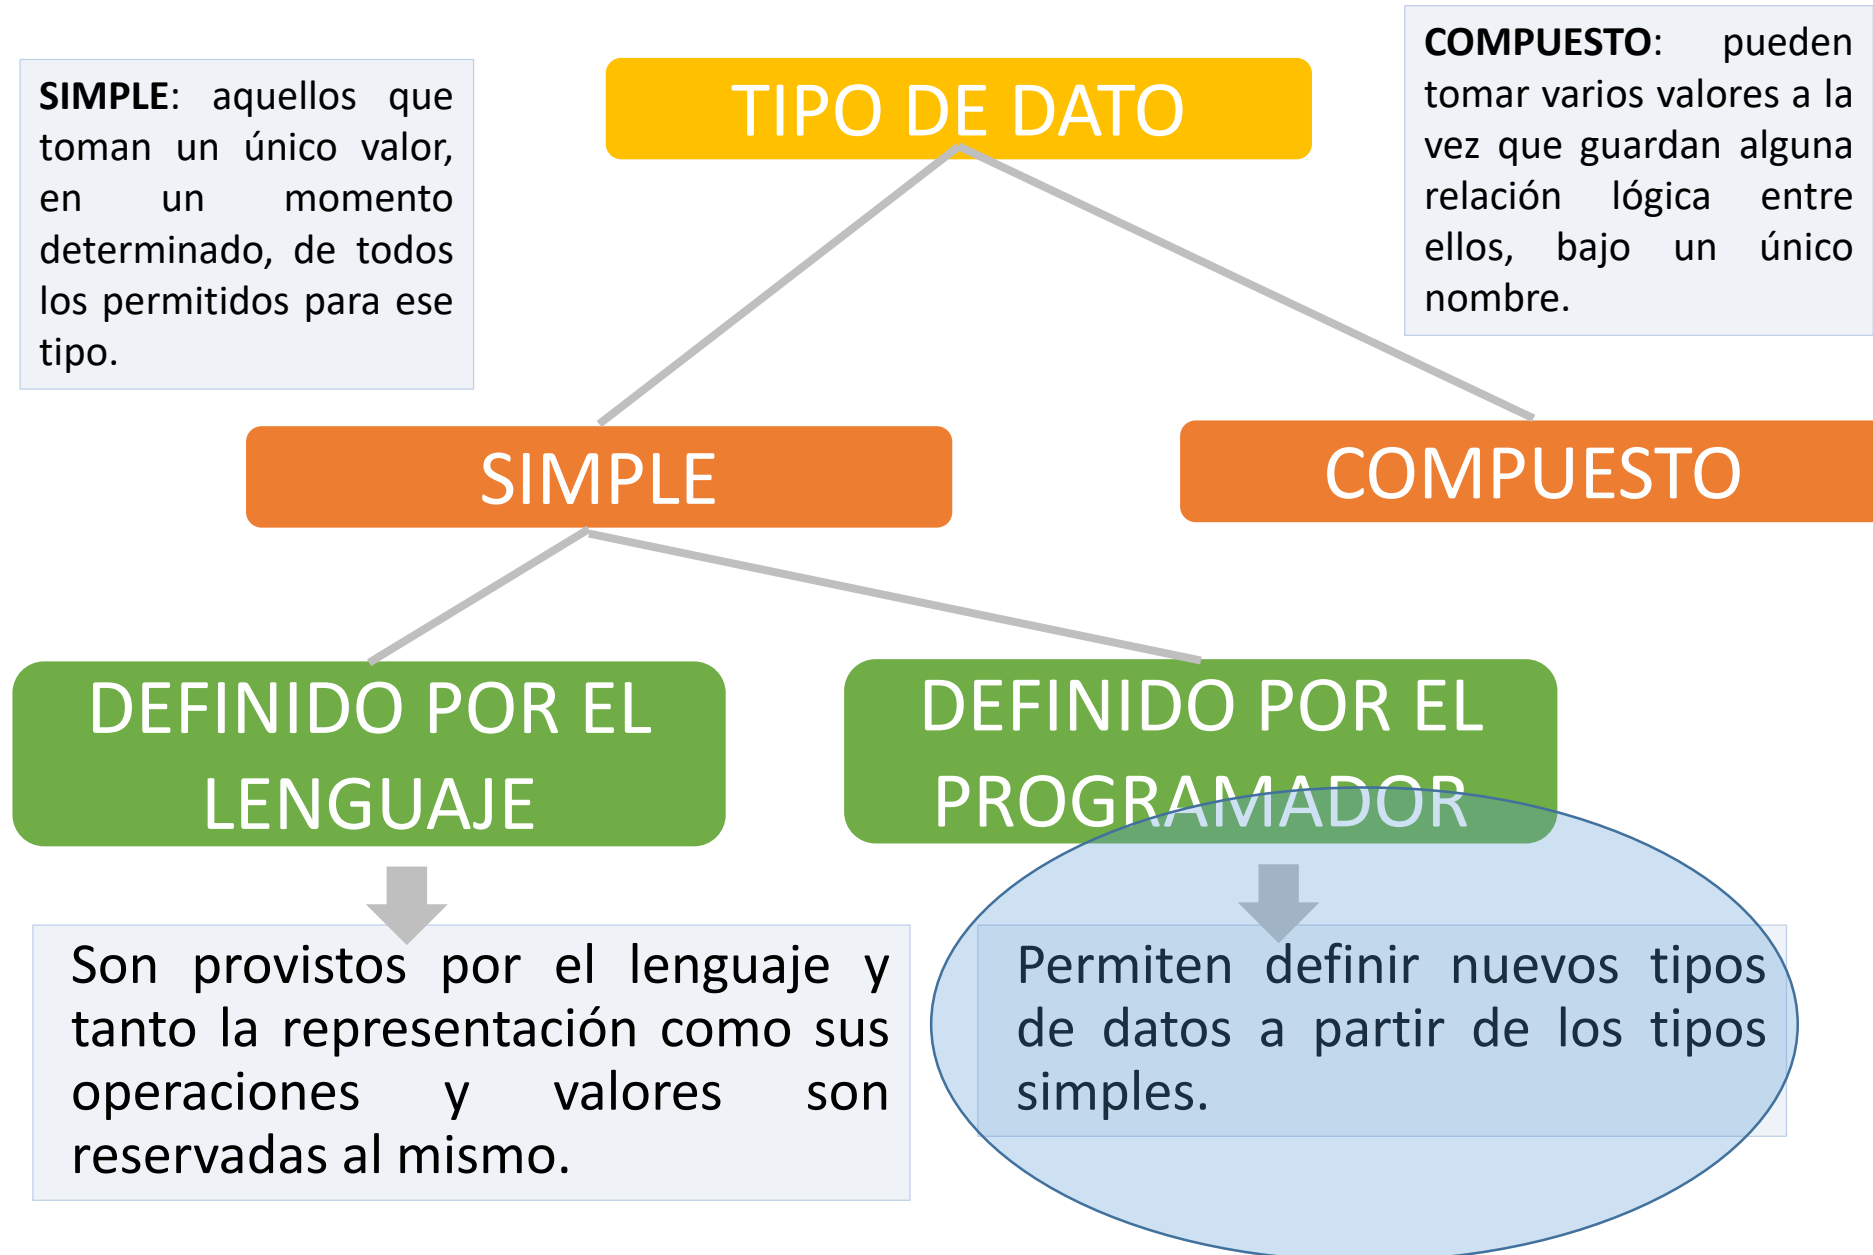 SIMPLE: aquellos que
toman un único valor,
en un momento
determinado, de todos
los permitidos para ese
tipo.
TIPO DE DATO
COMPUESTO: pueden
tomar varios valores a la
vez que guardan alguna
relación lógica entre
ellos, bajo un único
nombre.
SIMPLE
COMPUESTO
DEFINIDO POR EL
LENGUAJE
DEFINIDO POR EL
PROGRAMADOR
Son provistos por el lenguaje y
tanto la representación como sus
operaciones y valores son
reservadas al mismo.
Permiten definir nuevos tipos
de datos a partir de los tipos
simples.